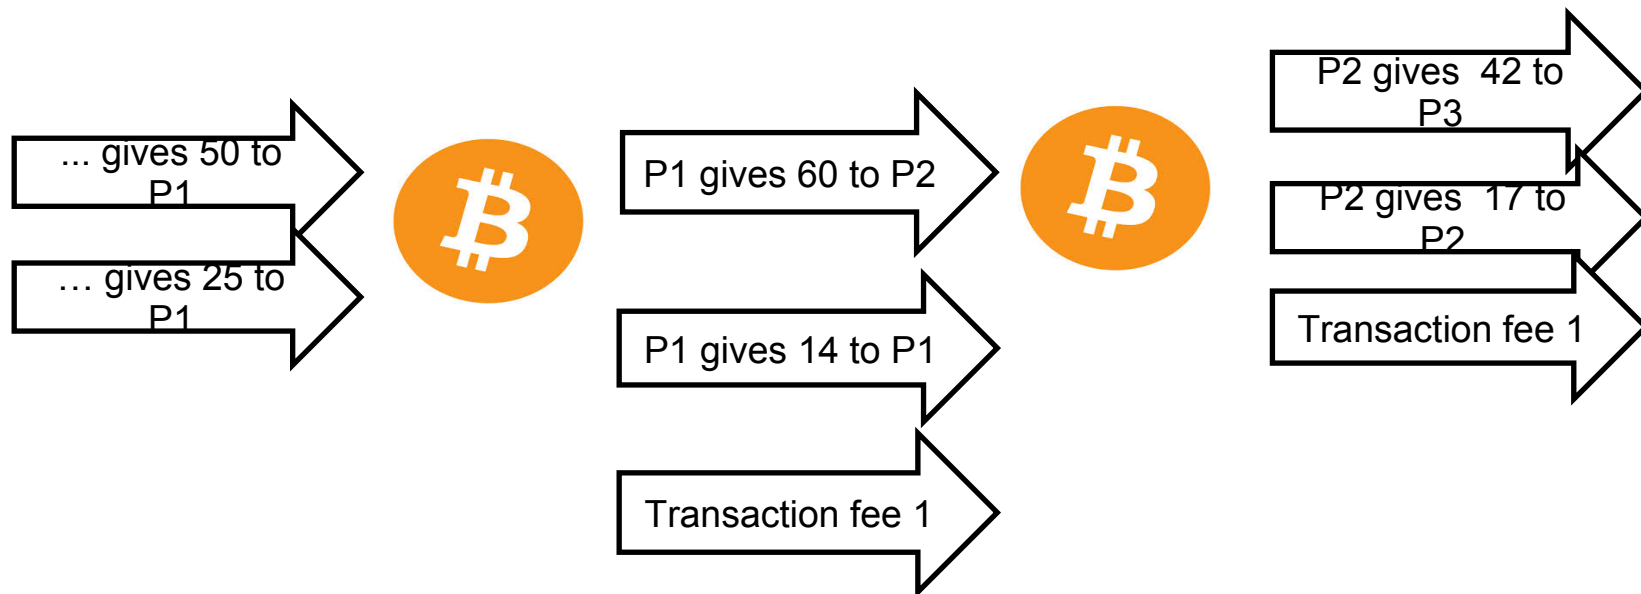 ... gives 50 to
P1
… gives 25 to
P1
P1 gives 60 to P2
P1 gives 14 to P1
Transaction fee 1
P2 gives  42 to
P3
P2 gives  17 to
P2
Transaction fee 1